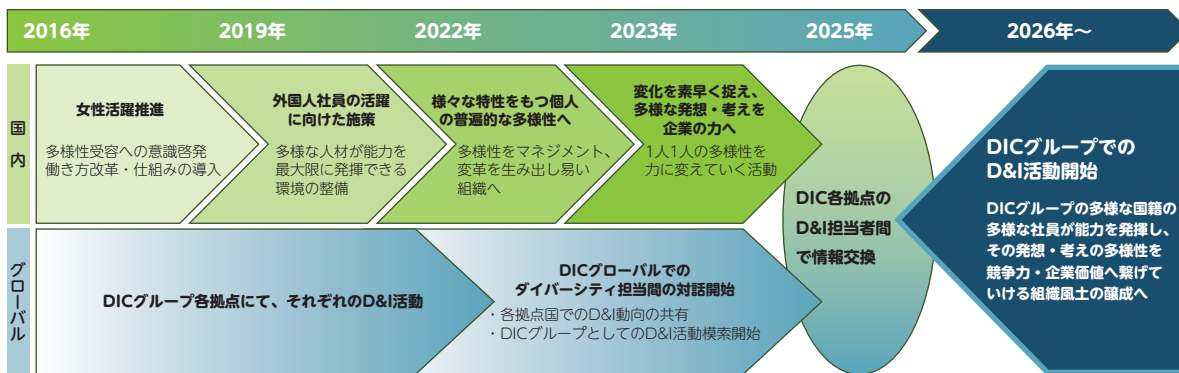 2016年
2019年
2022年
2023年
2025年
2026年～
国内
女性活躍推進
多様性受容への意識啓発
働き方改革・仕組みの導入
外国人社員の活躍
に向けた施策
多様な人材が能力を
最大限に発揮できる
環境の整備
様々な特性をもつ個人
の普遍的な多様性へ
多様性をマネジメント、
変革を生み出し易い
組織へ
変化を素早く捉え、
多様な発想・考えを
企業の力へ
1人1人の多様性を
力に変えていく活動
グローバル
DICグループ各拠点にて、それぞれのD&I活動
DICグローバルでの
ダイバーシティ担当間の対話開始
・各拠点国でのD&I動向の共有
・DICグループとしてのD&I活動模索開始
DIC各拠点の
D&I担当者間
で情報交換
DICグループでの
D&I活動開始
DICグループの多様な国籍の
多様な社員が能力を発揮し、
その発想・考えの多様性を
競争力・企業価値へ繋げて
いける組織風土の醸成へ